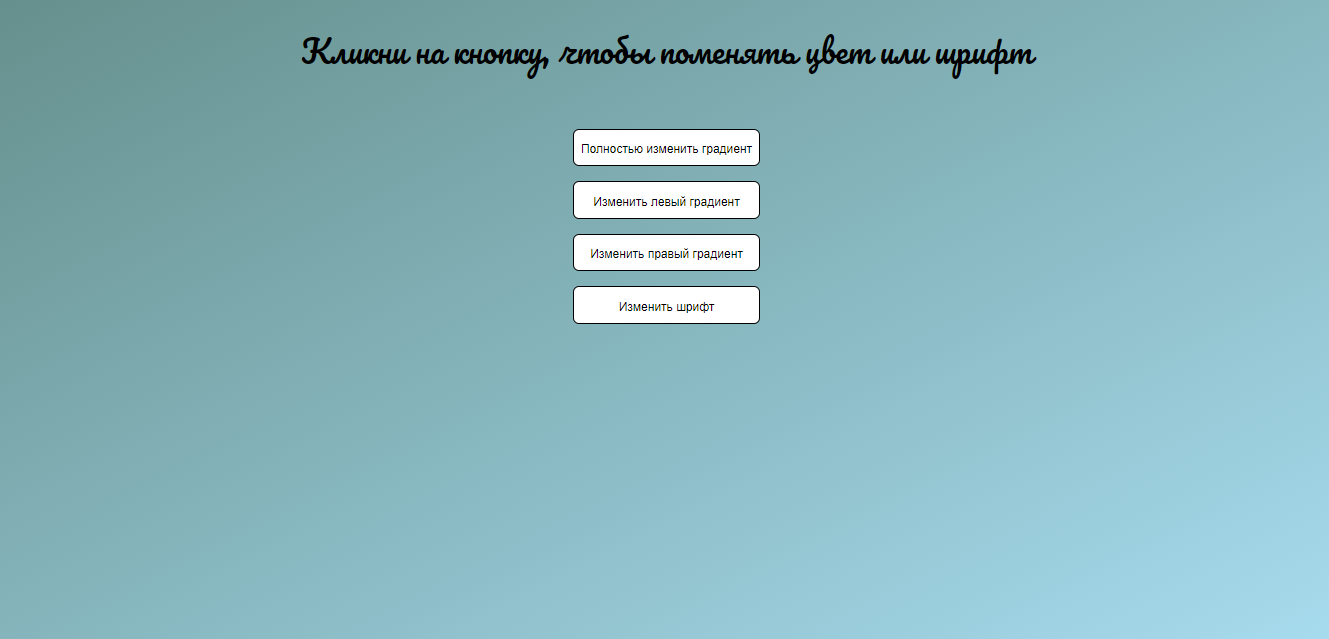 Кликни на кнопку, чтобы поменять цвет или шрифт
Полностью изменить градиент
Изменить левый градиент
Изменить правый градиент
Изменить шрифт